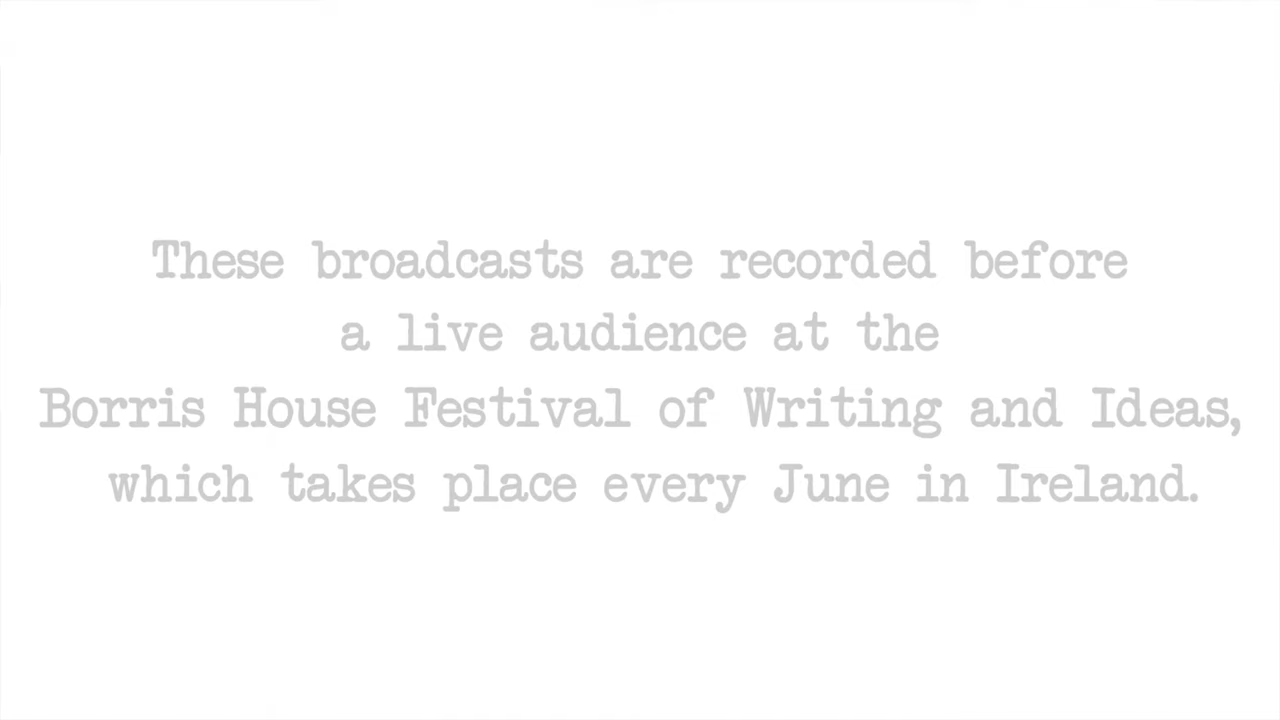 These broadcasts are recorded before
a live audience at the
Borris House Festival of Writing and Ideas,
which takes place every June in Ireland.